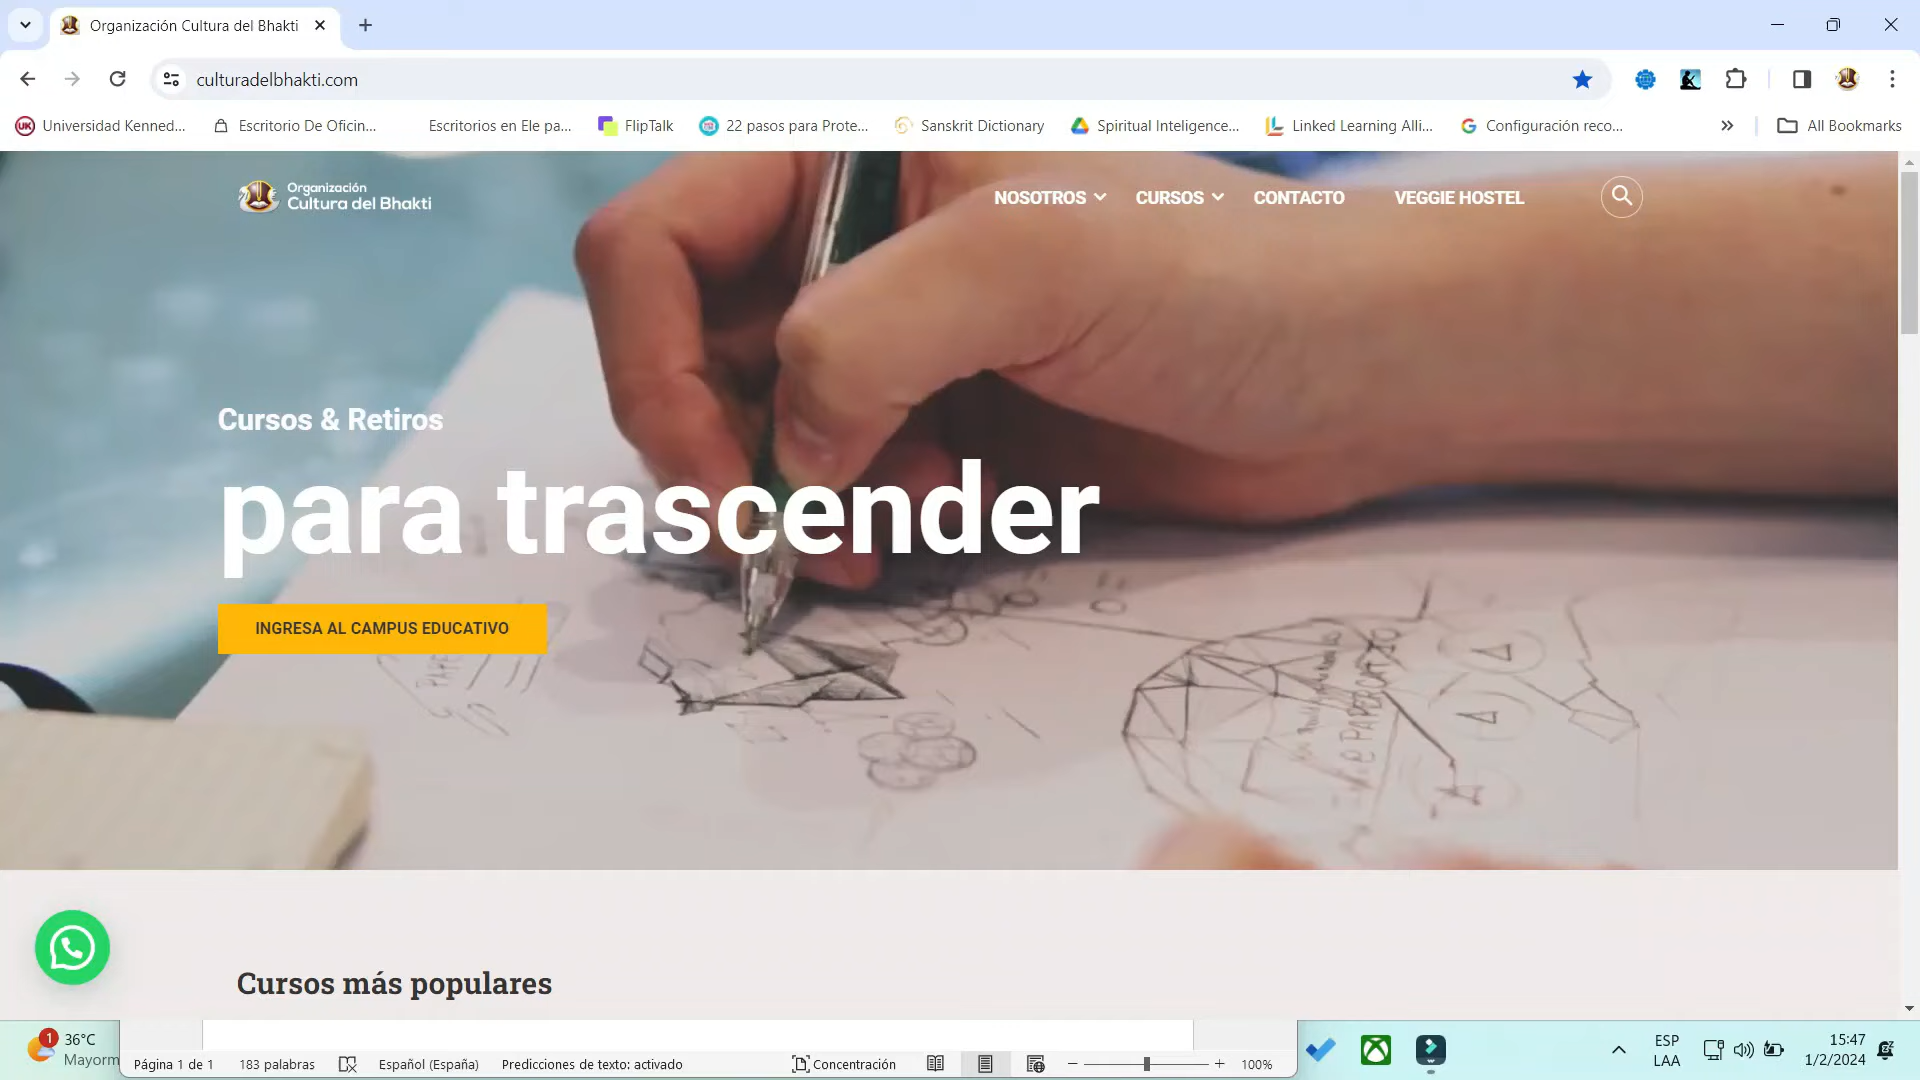 Organización Cultura del Bhakti
culturadelbhakti.com
Universidad Kenned...
Escritorio De Oficin...
Escritorios en Ele pa...
FlipTalk
22 pasos para Prote...
Sanskrit Dictionary
Spiritual Inteligence...
Linked Learning Alli...
Configuración reco...
All Bookmarks
Organización
Cultura del Bhakti
NOSOTROS
CURSOS
CONTACTO
VEGGIE HOSTEL
Cursos & Retiros
para trascender
INGRESA AL CAMPUS EDUCATIVO
Cursos más populares
1
36°C
Mayorm
Página 1 de 1
183 palabras
Español (España)
Predicciones de texto: activado
Concentración
100%
ESP
LAA
15:47
1/2/2024